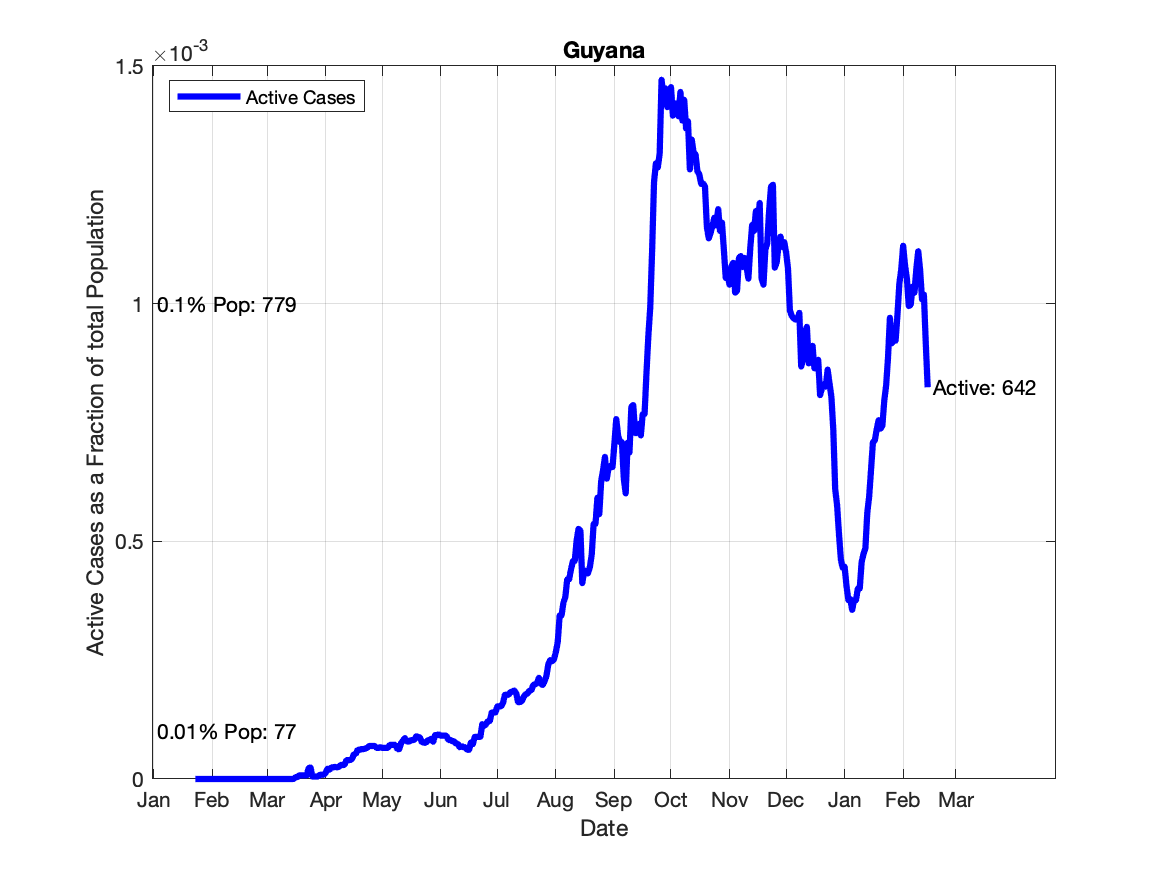 Guyana
×10-3
1.5
Active Cases
1
0.1% Pop: 779
Active: 642
0.5
0.01% Pop: 77
0
Active Cases as a Fraction of total Population
Jan Feb Mar Apr May Jun Jul Aug Sep Oct Nov Dec Jan Feb Mar
Date